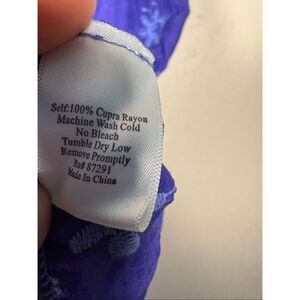 Self:100% Cupra Rayon
Machine Wash Cold
No Bleach
Tumble Dry Low
Remove Promptly
Rn# 87291
Made In China